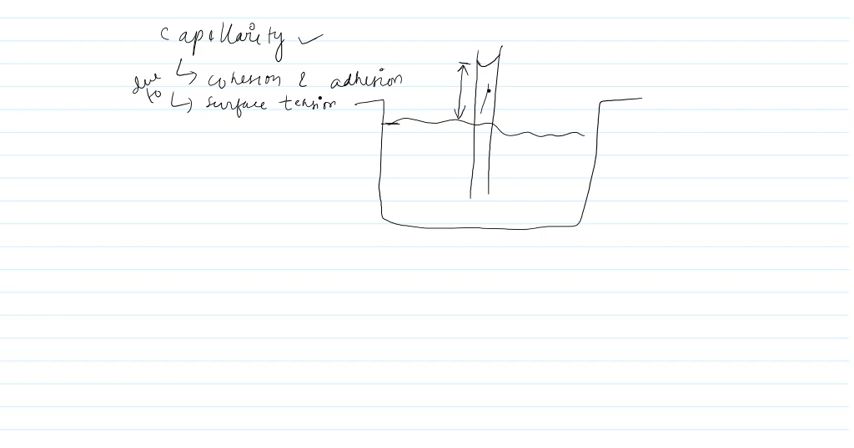 Capillarity ✓
due to ↳ cohesion & adhesion
↳ surface tension